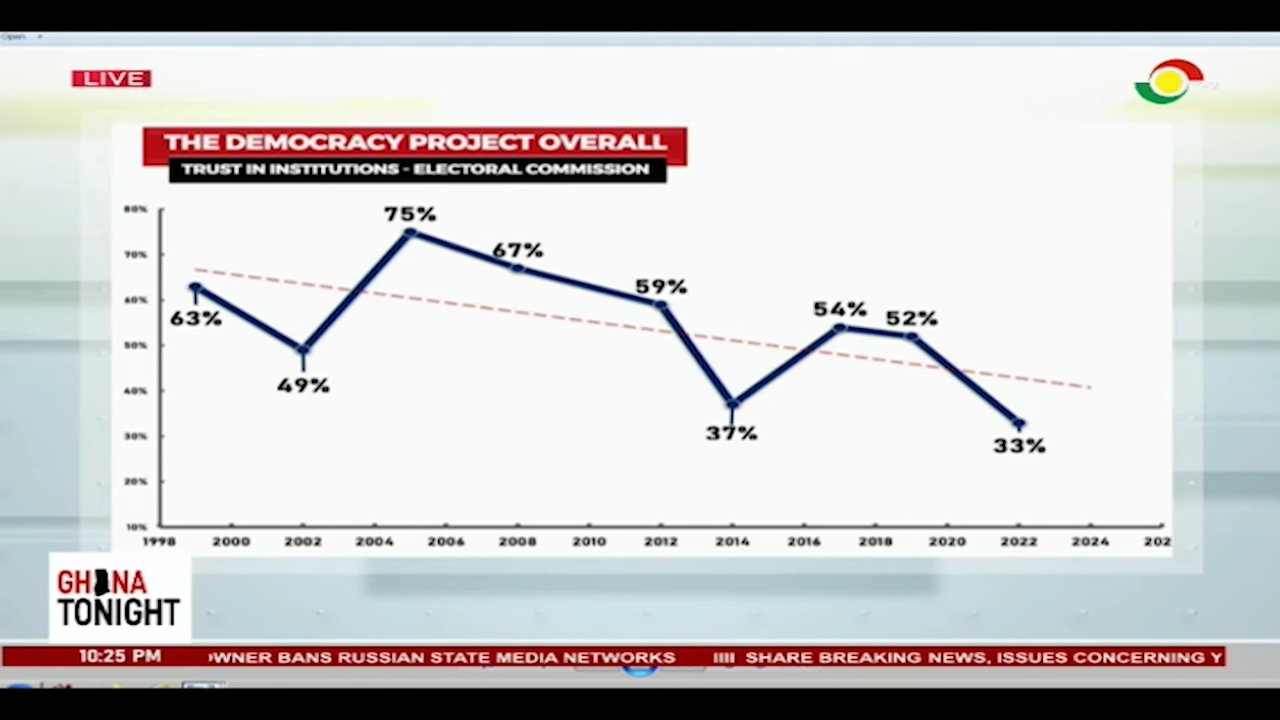 Open
LIVE
THE DEMOCRACY PROJECT OVERALL
TRUST IN INSTITUTIONS - ELECTORAL COMMISSION
80%
70%
60%
50%
40%
30%
20%
10%
63%
49%
75%
67%
59%
37%
54%
52%
33%
1998 2000 2002 2004 2006 2008 2010 2012 2014 2016 2018 2020 2022 2024 202
GHANA
TONIGHT
10:25 PM WNER BANS RUSSIAN STATE MEDIA NETWORKS IIII SHARE BREAKING NEWS, ISSUES CONCERNING Y